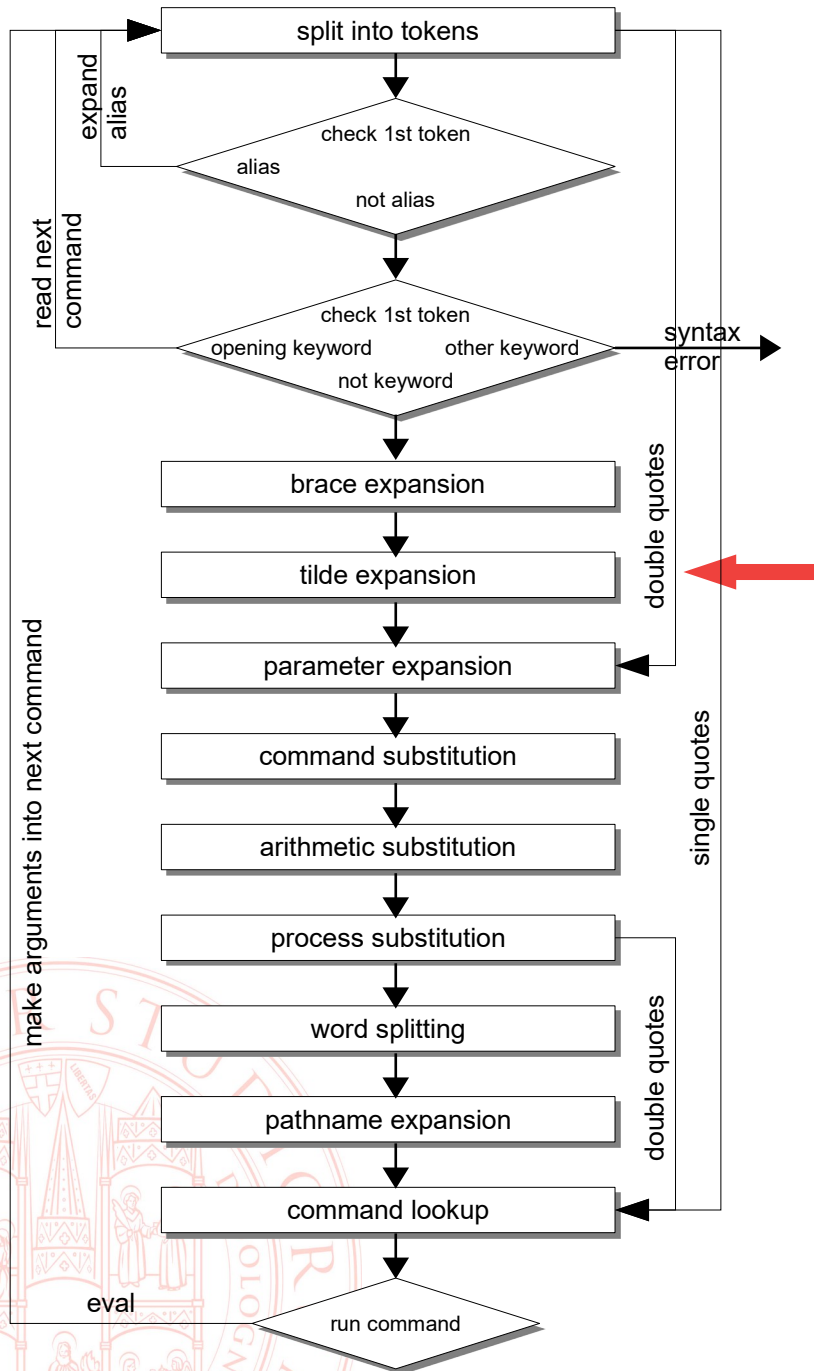 split into tokens
expand
alias
check 1st token
alias
not alias
read next
command
check 1st token
opening keyword
other keyword
not keyword
syntax
error
brace expansion
double quotes
tilde expansion
parameter expansion
make arguments into next command
single quotes
command substitution
arithmetic substitution
process substitution
word splitting
double quotes
pathname expansion
command lookup
eval
run command
LIBERTAS